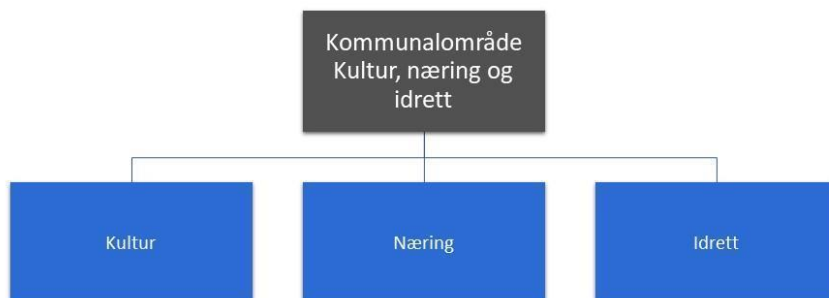 Kommunalområde
Kultur, næring og
idrett
Kultur
Næring
Idrett